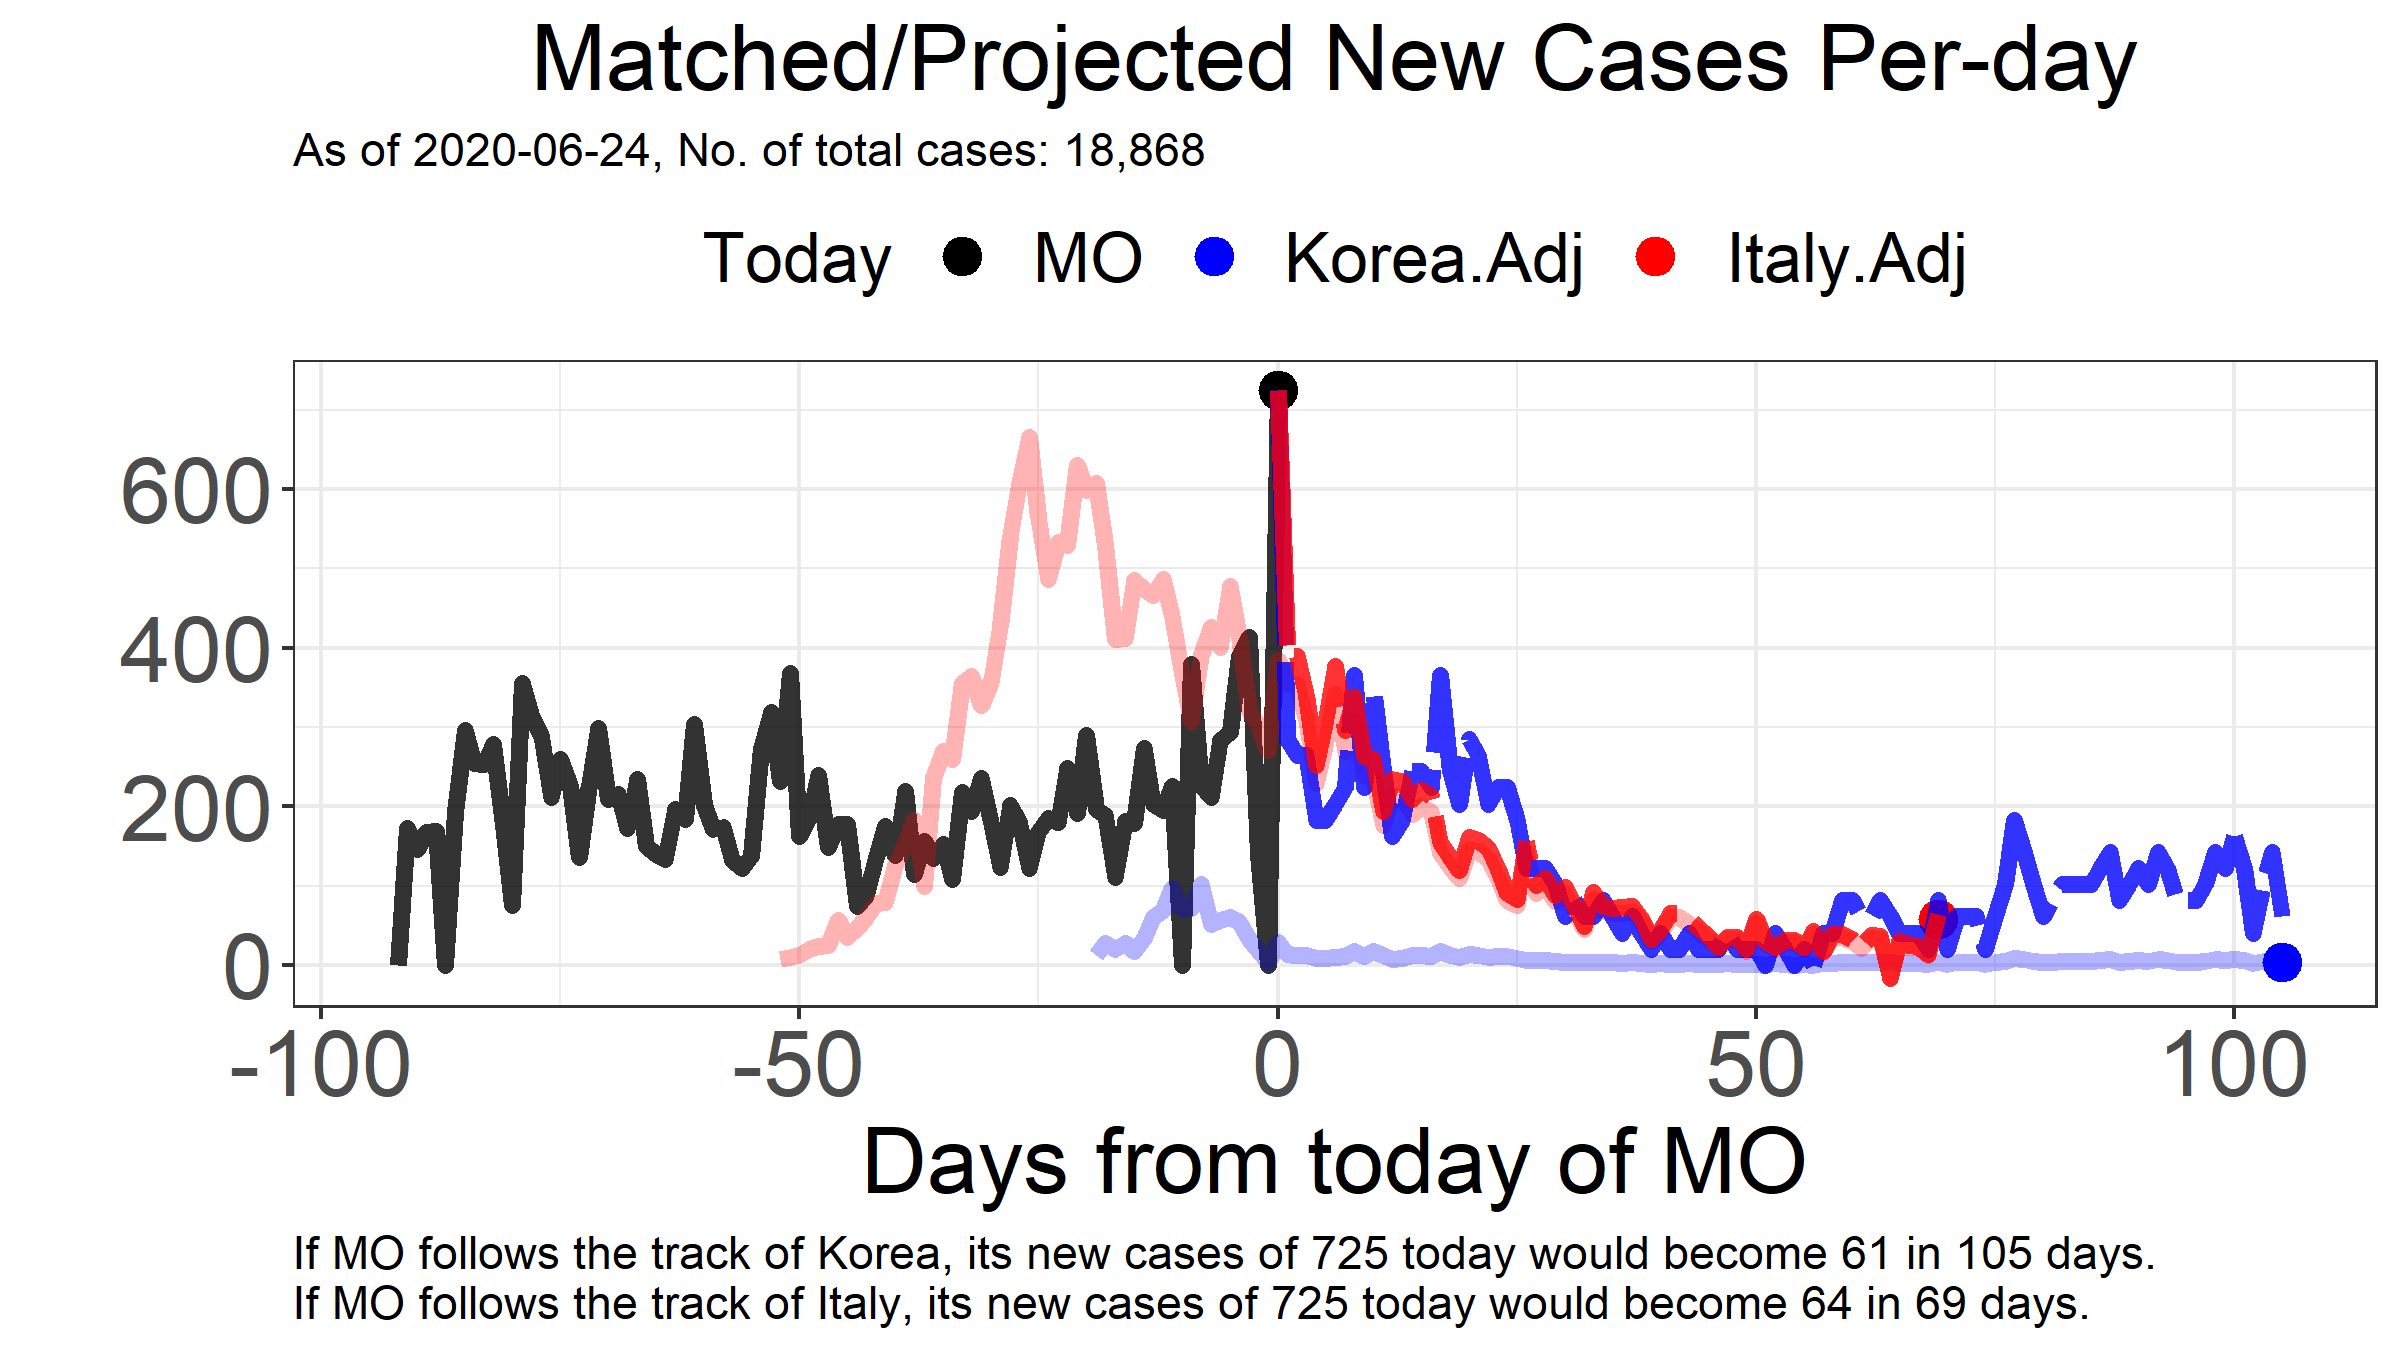 Matched/Projected New Cases Per-day
As of 2020-06-24, No. of total cases: 18,868
Today MO Korea.Adj Italy.Adj
600
400
200
0
-100 -50 0 50 100
Days from today of MO
If MO follows the track of Korea, its new cases of 725 today would become 61 in 105 days.
If MO follows the track of Italy, its new cases of 725 today would become 64 in 69 days.